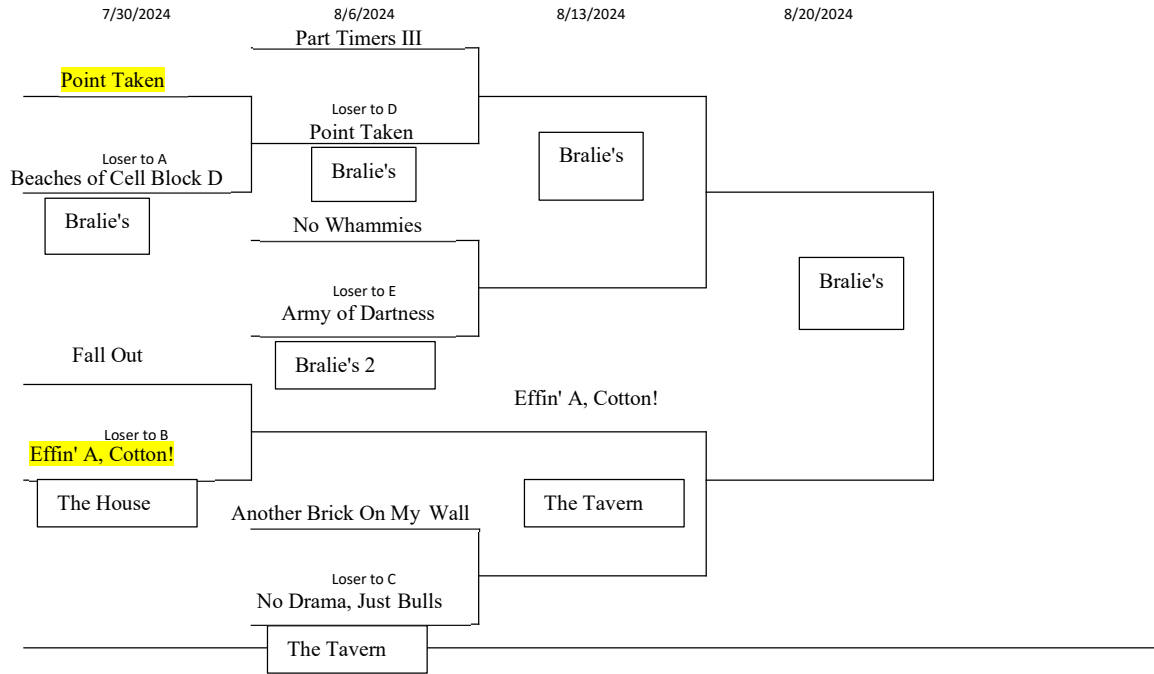 7/30/2024 8/6/2024 8/13/2024 8/20/2024
Part Timers III
Point Taken
Loser to D
Point Taken
Bralie's
Loser to A
Beaches of Cell Block D
Bralie's
Bralie's
No Whammies
Bralie's
Loser to E
Army of Dartness
Fall Out
Bralie's 2
Effin' A, Cotton!
Loser to B
Effin' A, Cotton!
The House
The Tavern
Another Brick On My Wall
Loser to C
No Drama, Just Bulls
The Tavern